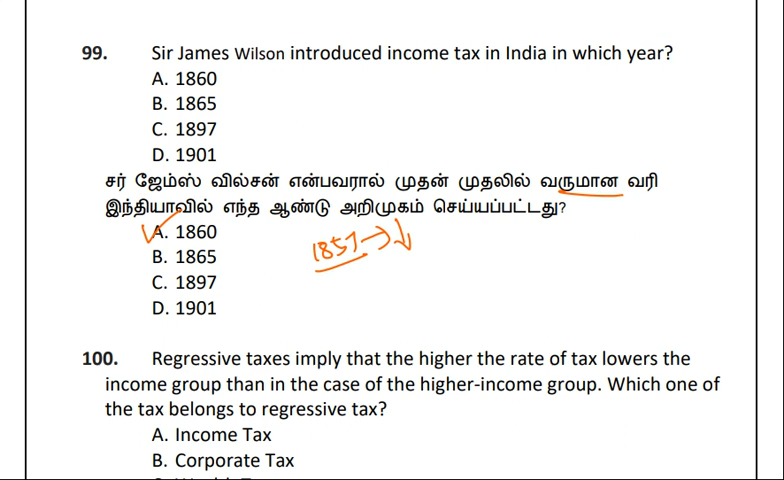 99. Sir James Wilson introduced income tax in India in which year?
A. 1860
B. 1865
C. 1897
D. 1901
சர் ஜேம்ஸ் வில்சன் என்பவரால் முதன் முதலில் வருமான வரி
இந்தியாவில் எந்த ஆண்டு அறிமுகம் செய்யப்பட்டது?
A. 1860
1857
B. 1865
C. 1897
D. 1901
100. Regressive taxes imply that the higher the rate of tax lowers the
income group than in the case of the higher-income group. Which one of
the tax belongs to regressive tax?
A. Income Tax
B. Corporate Tax